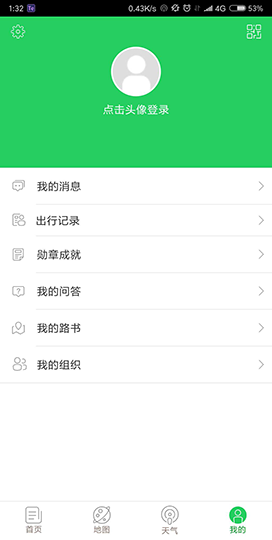 1:32 0.43K/s 4G 53%
点击头像登录
我的消息
出行记录
勋章成就
我的问答
我的路书
我的组织
首页 地图 天气 我的